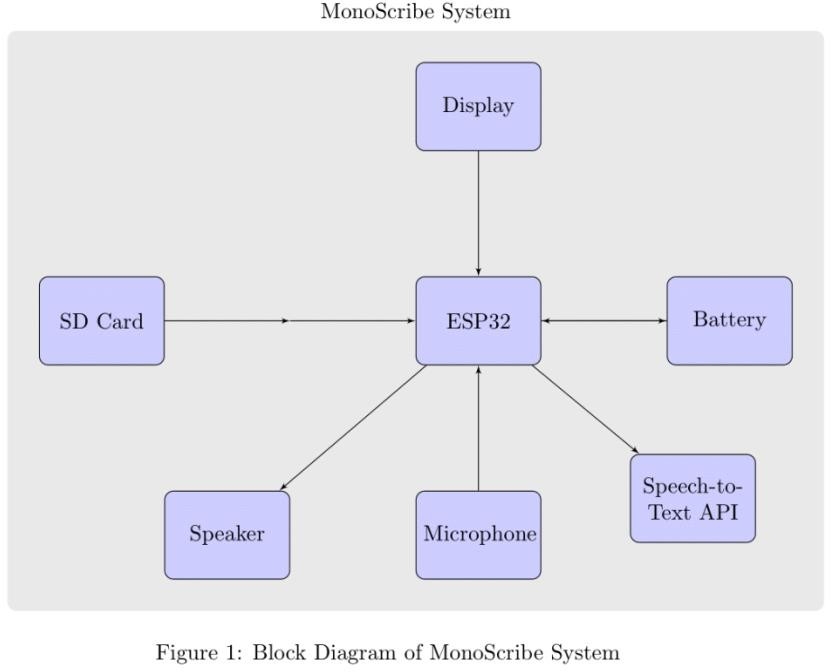 MonoScribe System
Display
SD Card
ESP32
Battery
Speaker
Microphone
Speech-to-
Text API
Figure 1: Block Diagram of MonoScribe System